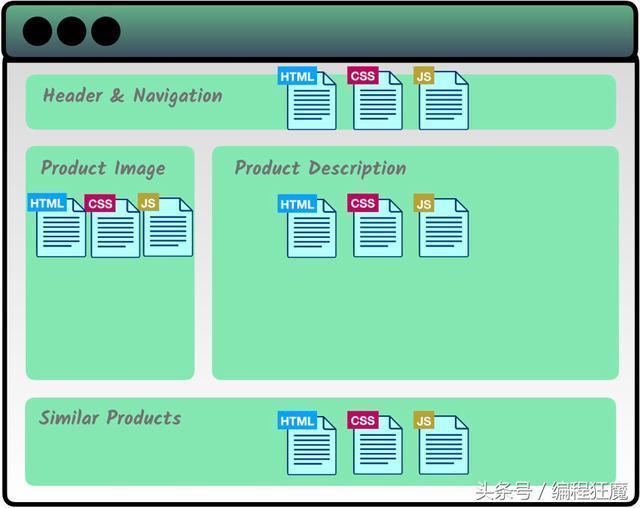 HTML CSS JS
Header & Navigation
Product Image
Product Description
HTML CSS JS
HTML CSS JS
Similar Products
HTML CSS JS
头条号 / 编程狂魔